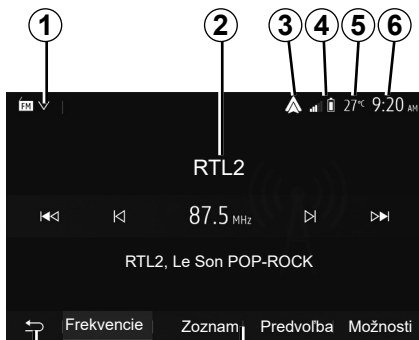 1 2 3 4 5 6
FM 27°C 9:20 AM
RTL2
87.5 MHz
RTL2, Le Son POP-ROCK
Frekvencie Zoznam Predvoľba Možnosti